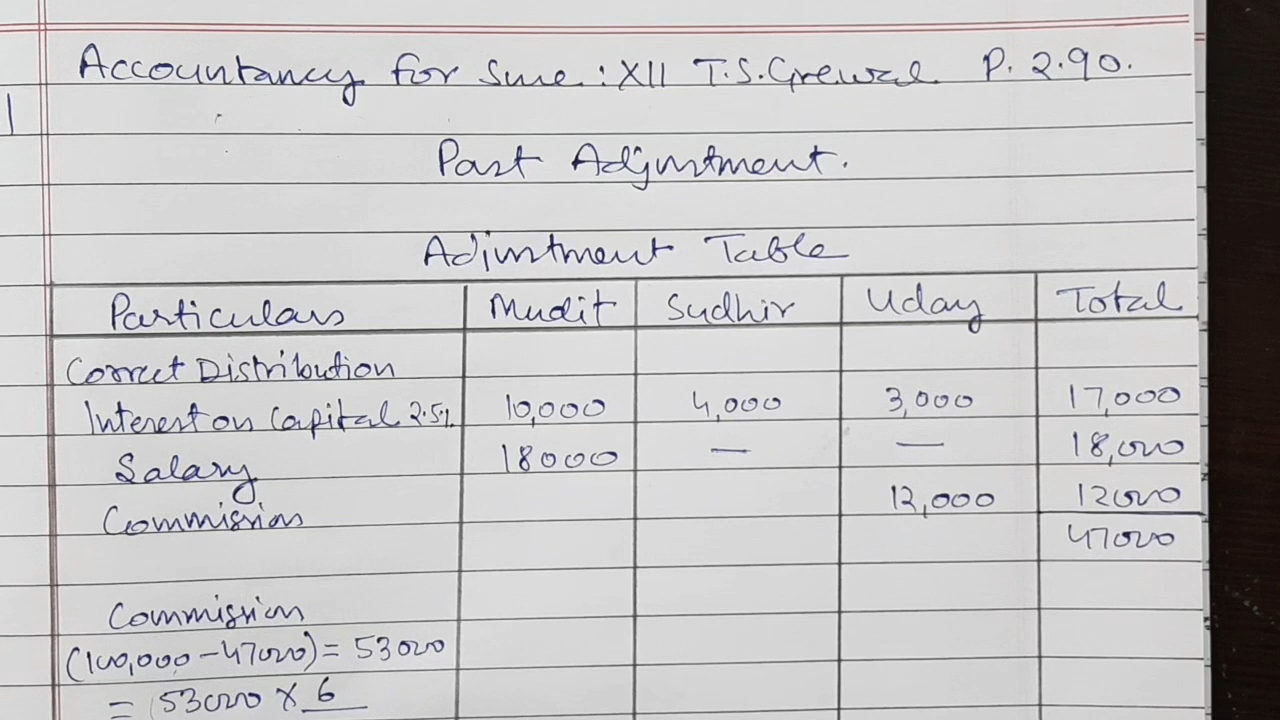 Accountancy for Sure: XII T.S.Grewal P. 2.90.
Past Adjustment.
Adjustment Table
Particulars Mudit Sudhir Uday Total
Correct Distribution
Interest on Capital 2.5%. 10,000 4,000 3,000 17,000
Salary 18000 — — 18,000
Commission 12,000 12000
47000
Commission
(100,000-47000) = 53000
= 53000 X 6